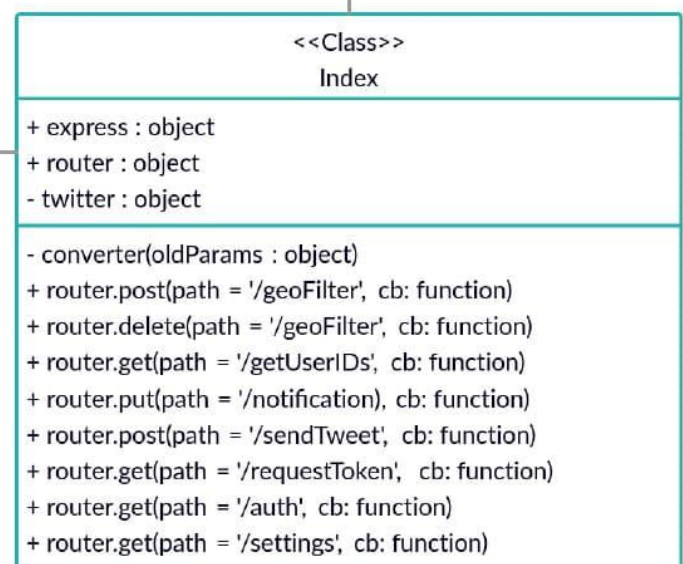 <<Class>>
Index
+ express : object
+ router : object
- twitter : object
- converter(oldParams : object)
+ router.post(path = '/geoFilter', cb: function)
+ router.delete(path = '/geoFilter', cb: function)
+ router.get(path = '/getUserIDs', cb: function)
+ router.put(path = '/notification), cb: function)
+ router.post(path = '/sendTweet', cb: function)
+ router.get(path = '/requestToken', cb: function)
+ router.get(path = '/auth', cb: function)
+ router.get(path = '/settings', cb: function)